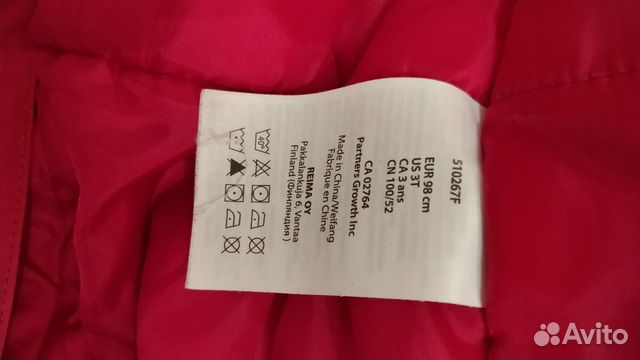 510267F
EUR 98 cm
US 3T
CA 3 ans
CN 100/52
CA 02764
Partners Growth Inc
Made in China/Weifang
Fabrique en Chine
REIMA OY
Pakkalankuja 6, Vantaa
Finland (Финляндия )
40°
Avito